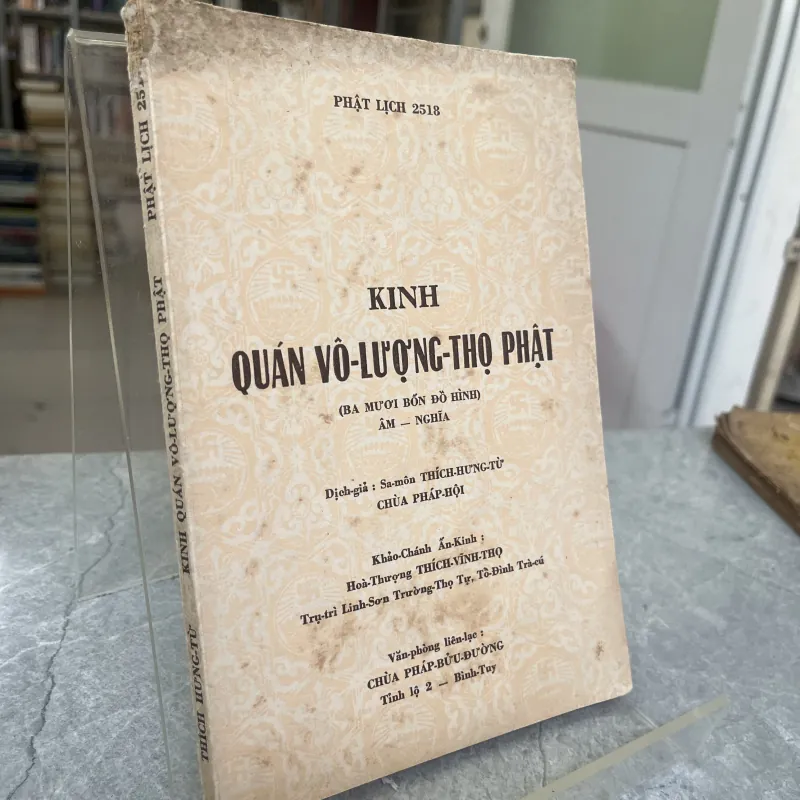 PHẬT LỊCH 2518
KINH
QUÁN VÔ-LƯỢNG-THỌ PHẬT
(BA MƯƠI BỐN ĐỒ HÌNH)
ÂM — NGHĨA
Dịch-giả : Sa-môn THÍCH-HƯNG-TỪ
CHÙA PHÁP-HỘI
Khảo-Chánh Ấn-Kinh :
Hoà-Thượng THÍCH-VĨNH-THỌ
Trụ-trì Linh-Sơn Trường-Thọ Tự, Tổ-Đình Trà-cú
Văn-phòng liên-lạc :
CHÙA PHÁP-BỬU-ĐƯỜNG
Tỉnh lộ 2 — Bình-Tuy
THÍCH HƯNG-TỪ
KINH QUÁN VÔ-LƯỢNG-THỌ PHẬT
PHẬT LỊCH